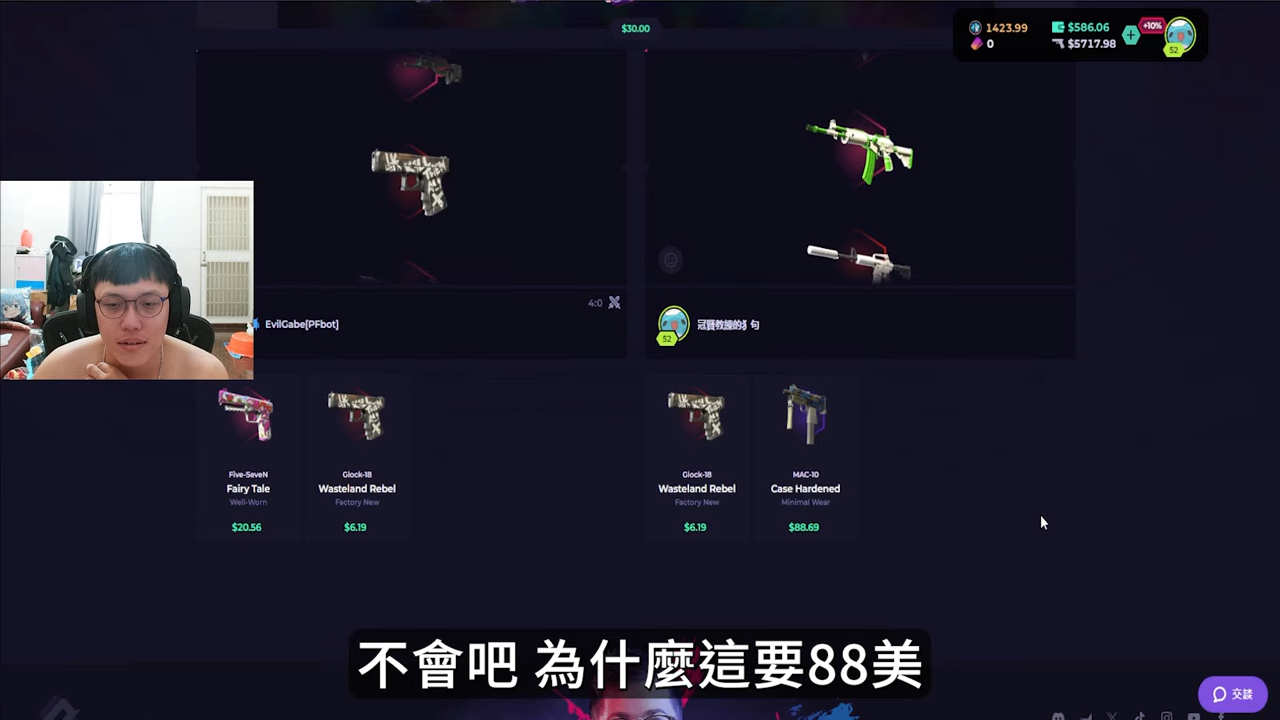 $30.00
1423.99
$586.06
+10%
0
$5717.98
52
4:0
EvilGabe[PFbot]
52
Five-SeveN
Fairy Tale
Well-Worn
$20.56
Glock-18
Wasteland Rebel
Factory New
$6.19
Glock-18
Wasteland Rebel
Factory New
$6.19
MAC-10
Case Hardened
Minimal Wear
$88.69
不會吧 為什麼這要88美
交談